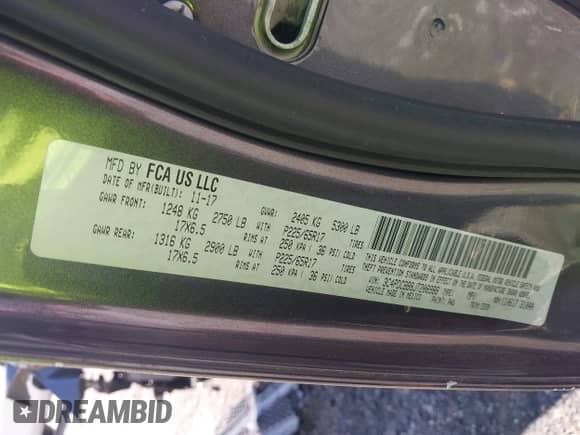 MFD BY FCA US LLC
DATE OF MFR(BUILT): 11-17
GVWR: 2405 KG 5300 LB
GAWR FRONT: 1248 KG 2750 LB
17X6.5 RIMS AT P225/65R17 TIRES
250 KPA ( 36 PSI) COLD
GAWR REAR: 1316 KG 2900 LB
17X6.5 RIMS AT P225/65R17 TIRES
250 KPA ( 36 PSI) COLD
THIS VEHICLE CONFORMS TO ALL APPLICABLE U.S. FEDERAL MOTOR VEHICLE SAFETY AND
STANDARDS IN EFFECT ON THE DATE OF MANUFACTURE SHOWN ABOVE
VIN:
VEHICLE MADE IN MEXICO
PAINT:
MPV
DREAMBID